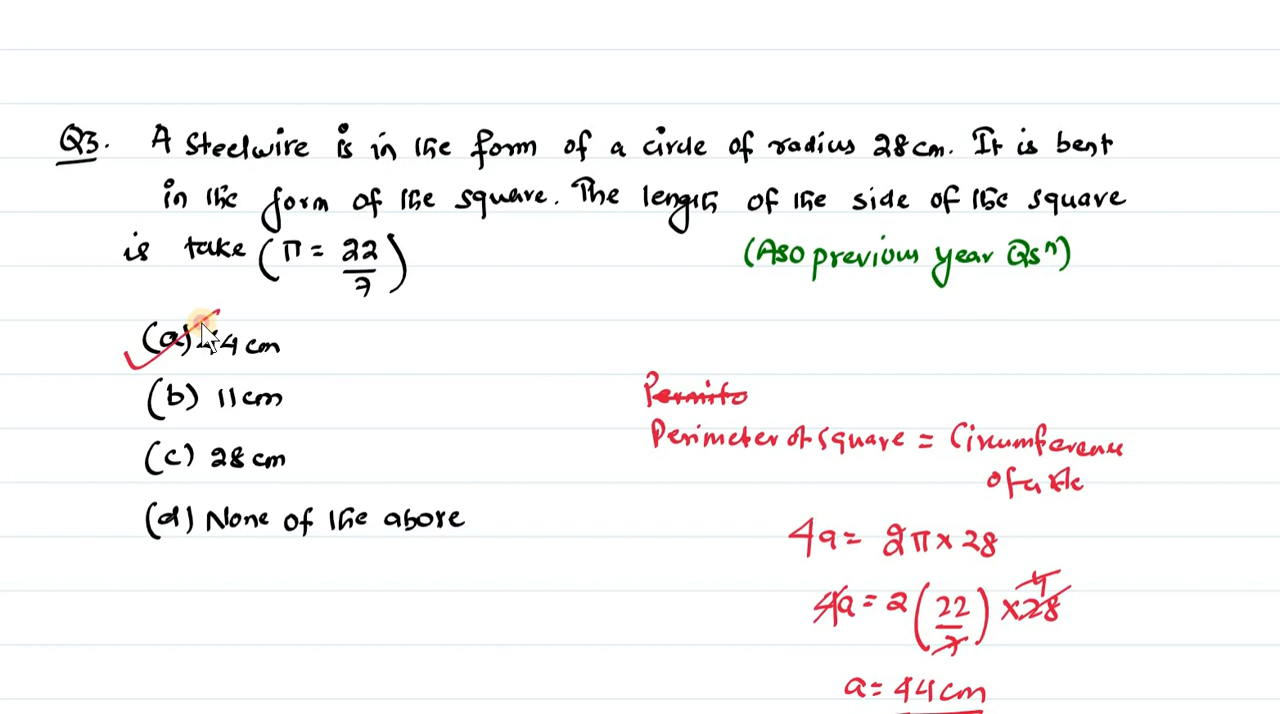 Q3. A Steelwire is in the form of a circle of radius 28cm. It is bent
in the form of the square. The length of the side of the square
is take (π = 22/7)
(ASO previous year Qsⁿ)
(a) 44 cm
(b) 11cm
(c) 28 cm
(d) None of the above
Perimeter of square = Circumference
of a
4a = 2π × 28
4a = 2(22/7) × 28 4
a = 44cm